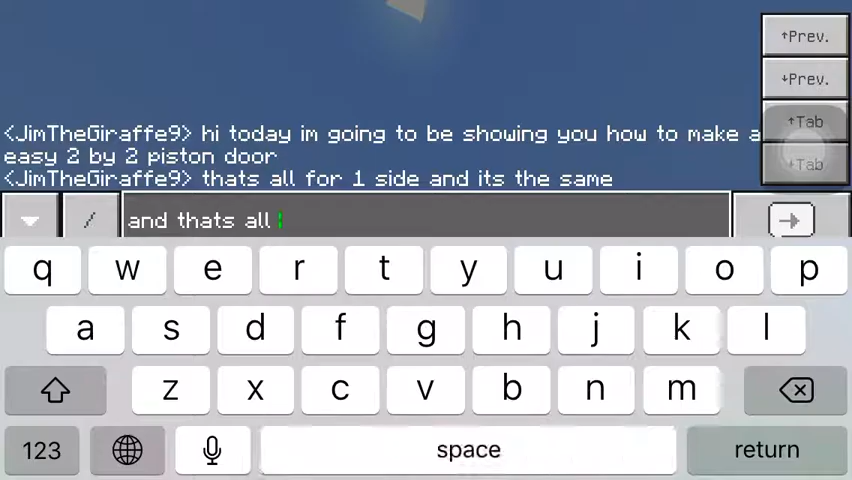 ↑Prev.
↓Prev.
↑Tab
↓Tab
<JimTheGiraffe9> hi today im going to be showing you how to make a
easy 2 by 2 piston door
<JimTheGiraffe9> thats all for 1 side and its the same
/ and thats all
q w e r t y u i o p
a s d f g h j k l
z x c v b n m
123 space return